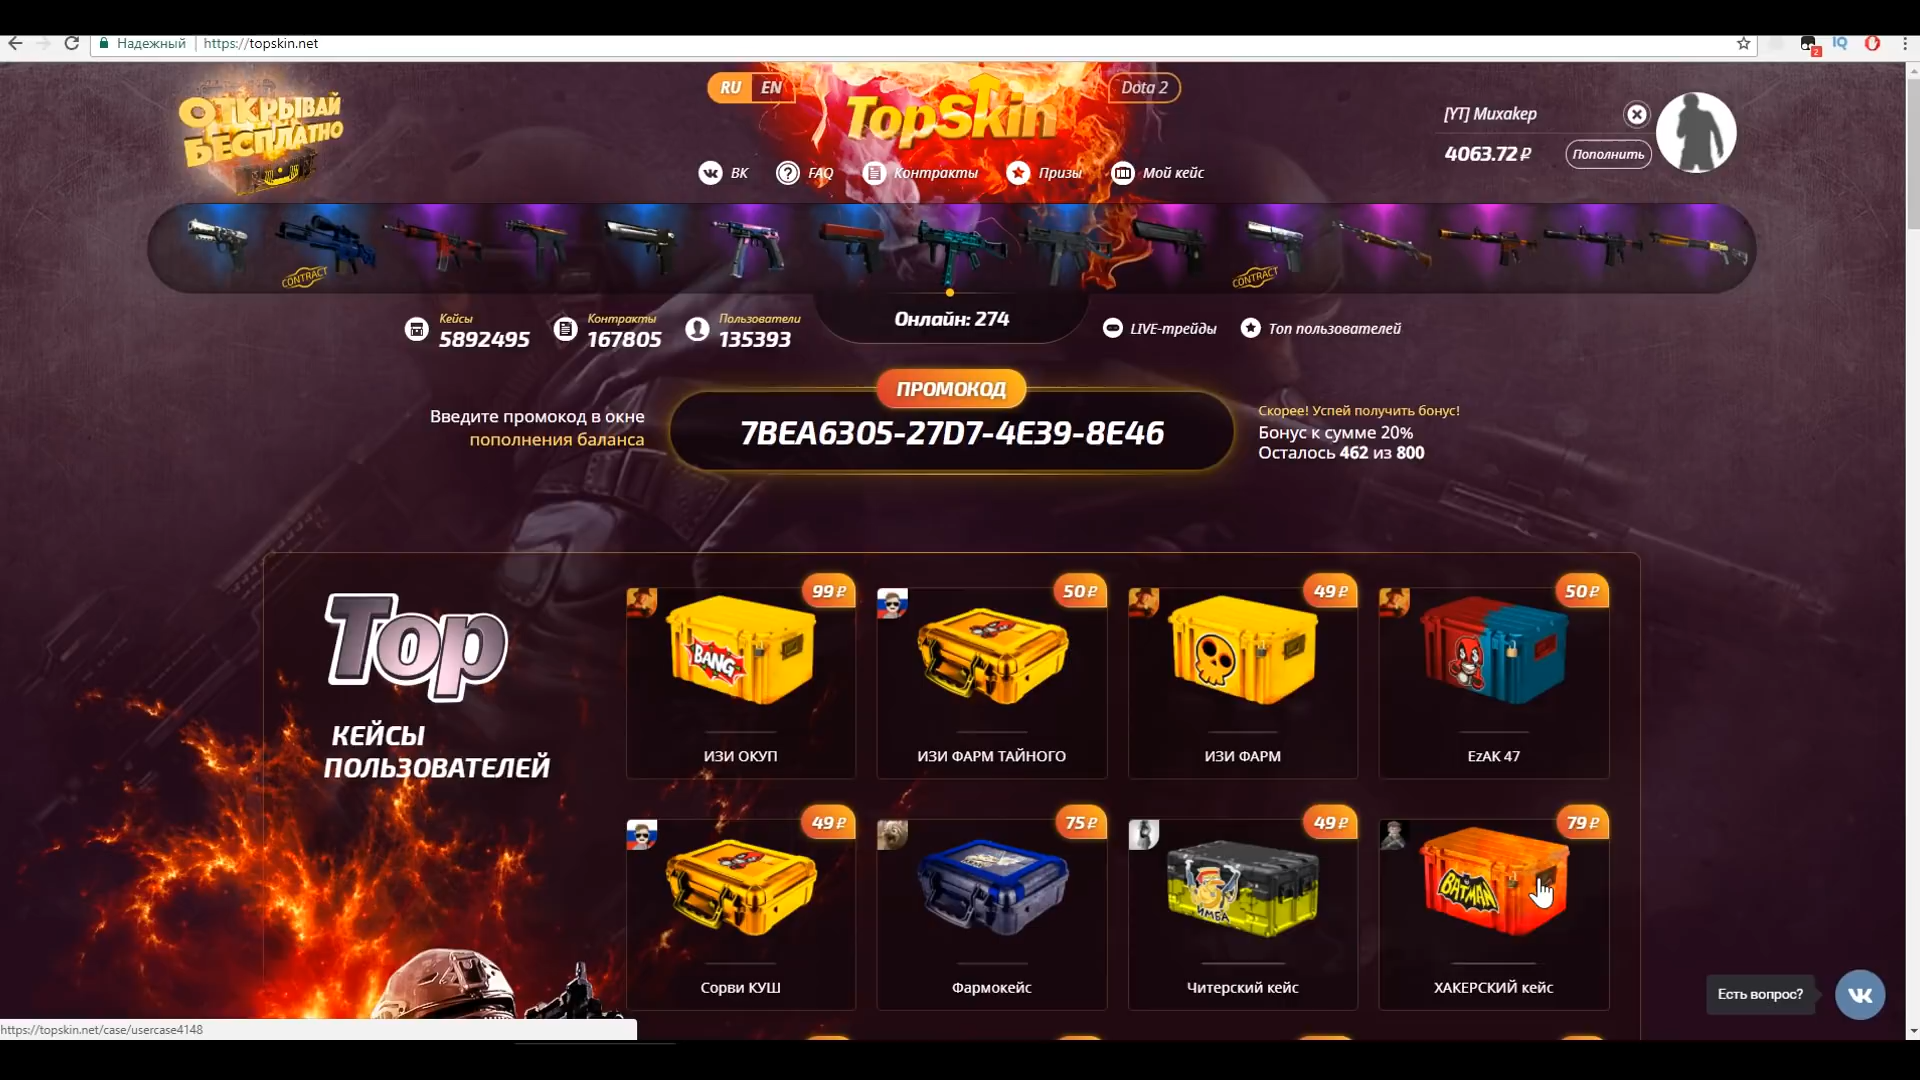 Надежный
https://topskin.net
2
IQ
ОТКРЫВАЙ
БЕСПЛАТНО
RU EN
TopSkin
Dota 2
[YT] Михакер
4063.72 ₽
Пополнить
ВК
FAQ
Контракты
Призы
Мой кейс
CONTRACT
CONTRACT
Кейсы
5892495
Контракты
167805
Пользователи
135393
Онлайн: 274
LIVE-трейды
Топ пользователей
ПРОМОКОД
Введите промокод в окне
пополнения баланса
7BEA6305-27D7-4E39-8E46
Скорее! Успей получить бонус!
Бонус к сумме 20%
Осталось 462 из 800
Top
КЕЙСЫ
ПОЛЬЗОВАТЕЛЕЙ
99 ₽
BANG
ИЗИ ОКУП
50 ₽
ИЗИ ФАРМ ТАЙНОГО
49 ₽
ИЗИ ФАРМ
50 ₽
EzAK 47
49 ₽
Сорви КУШ
75 ₽
Фармокейс
49 ₽
ИМБА
Читерский кейс
79 ₽
BATMAN
ХАКЕРСКИЙ кейс
Есть вопрос?
https://topskin.net/case/usercase4148